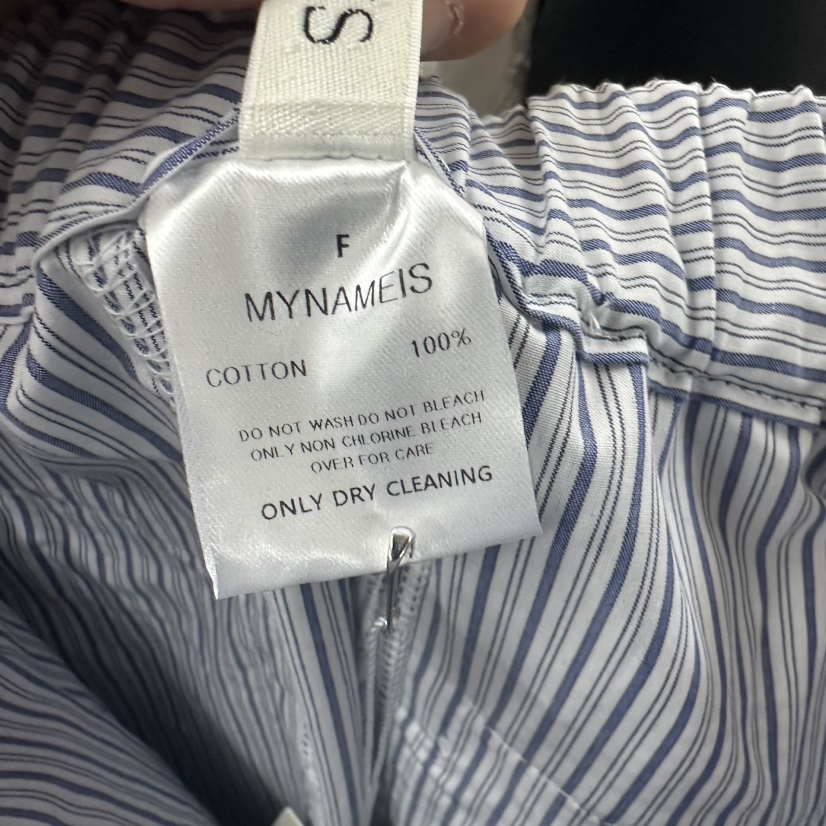 S
F
MYNAMEIS
COTTON 100%
DO NOT WASH DO NOT BLEACH
ONLY NON CHLORINE BLEACH
OVER FOR CARE
ONLY DRY CLEANING